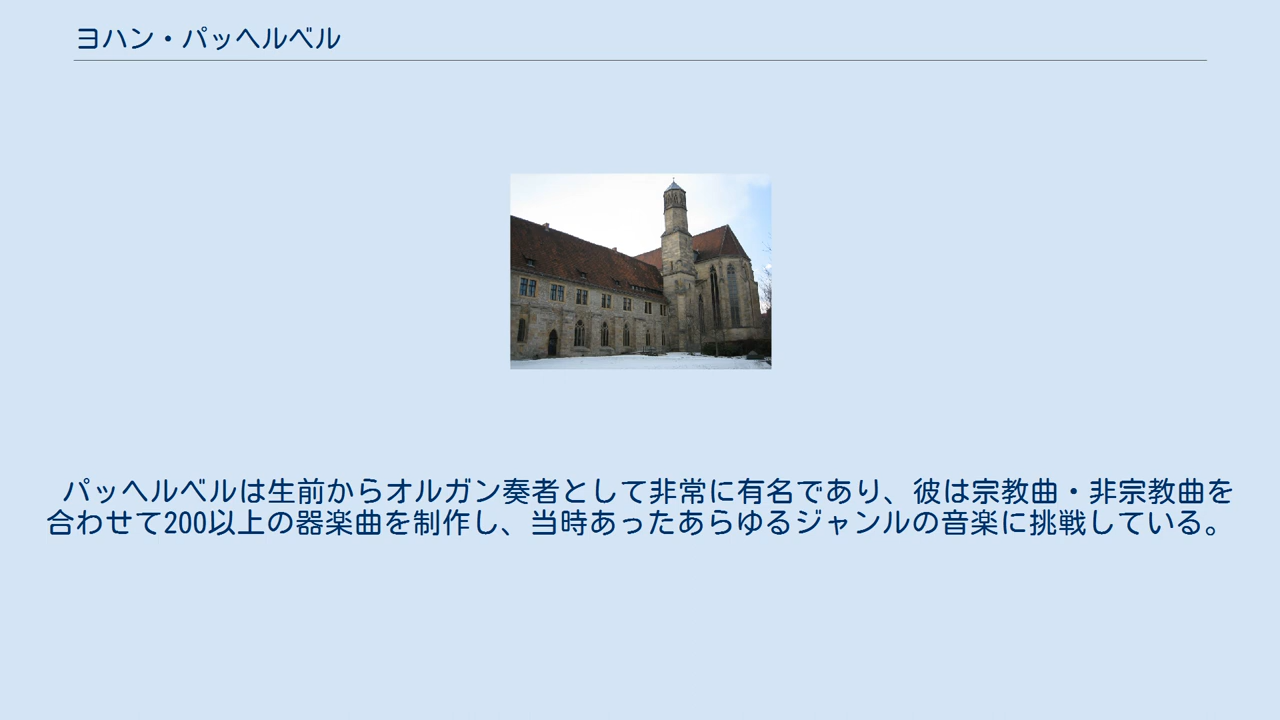 ヨハン・パッヘルベル
パッヘルベルは生前からオルガン奏者として非常に有名であり、彼は宗教曲・非宗教曲を
合わせて200以上の器楽曲を制作し、当時あったあらゆるジャンルの音楽に挑戦している。